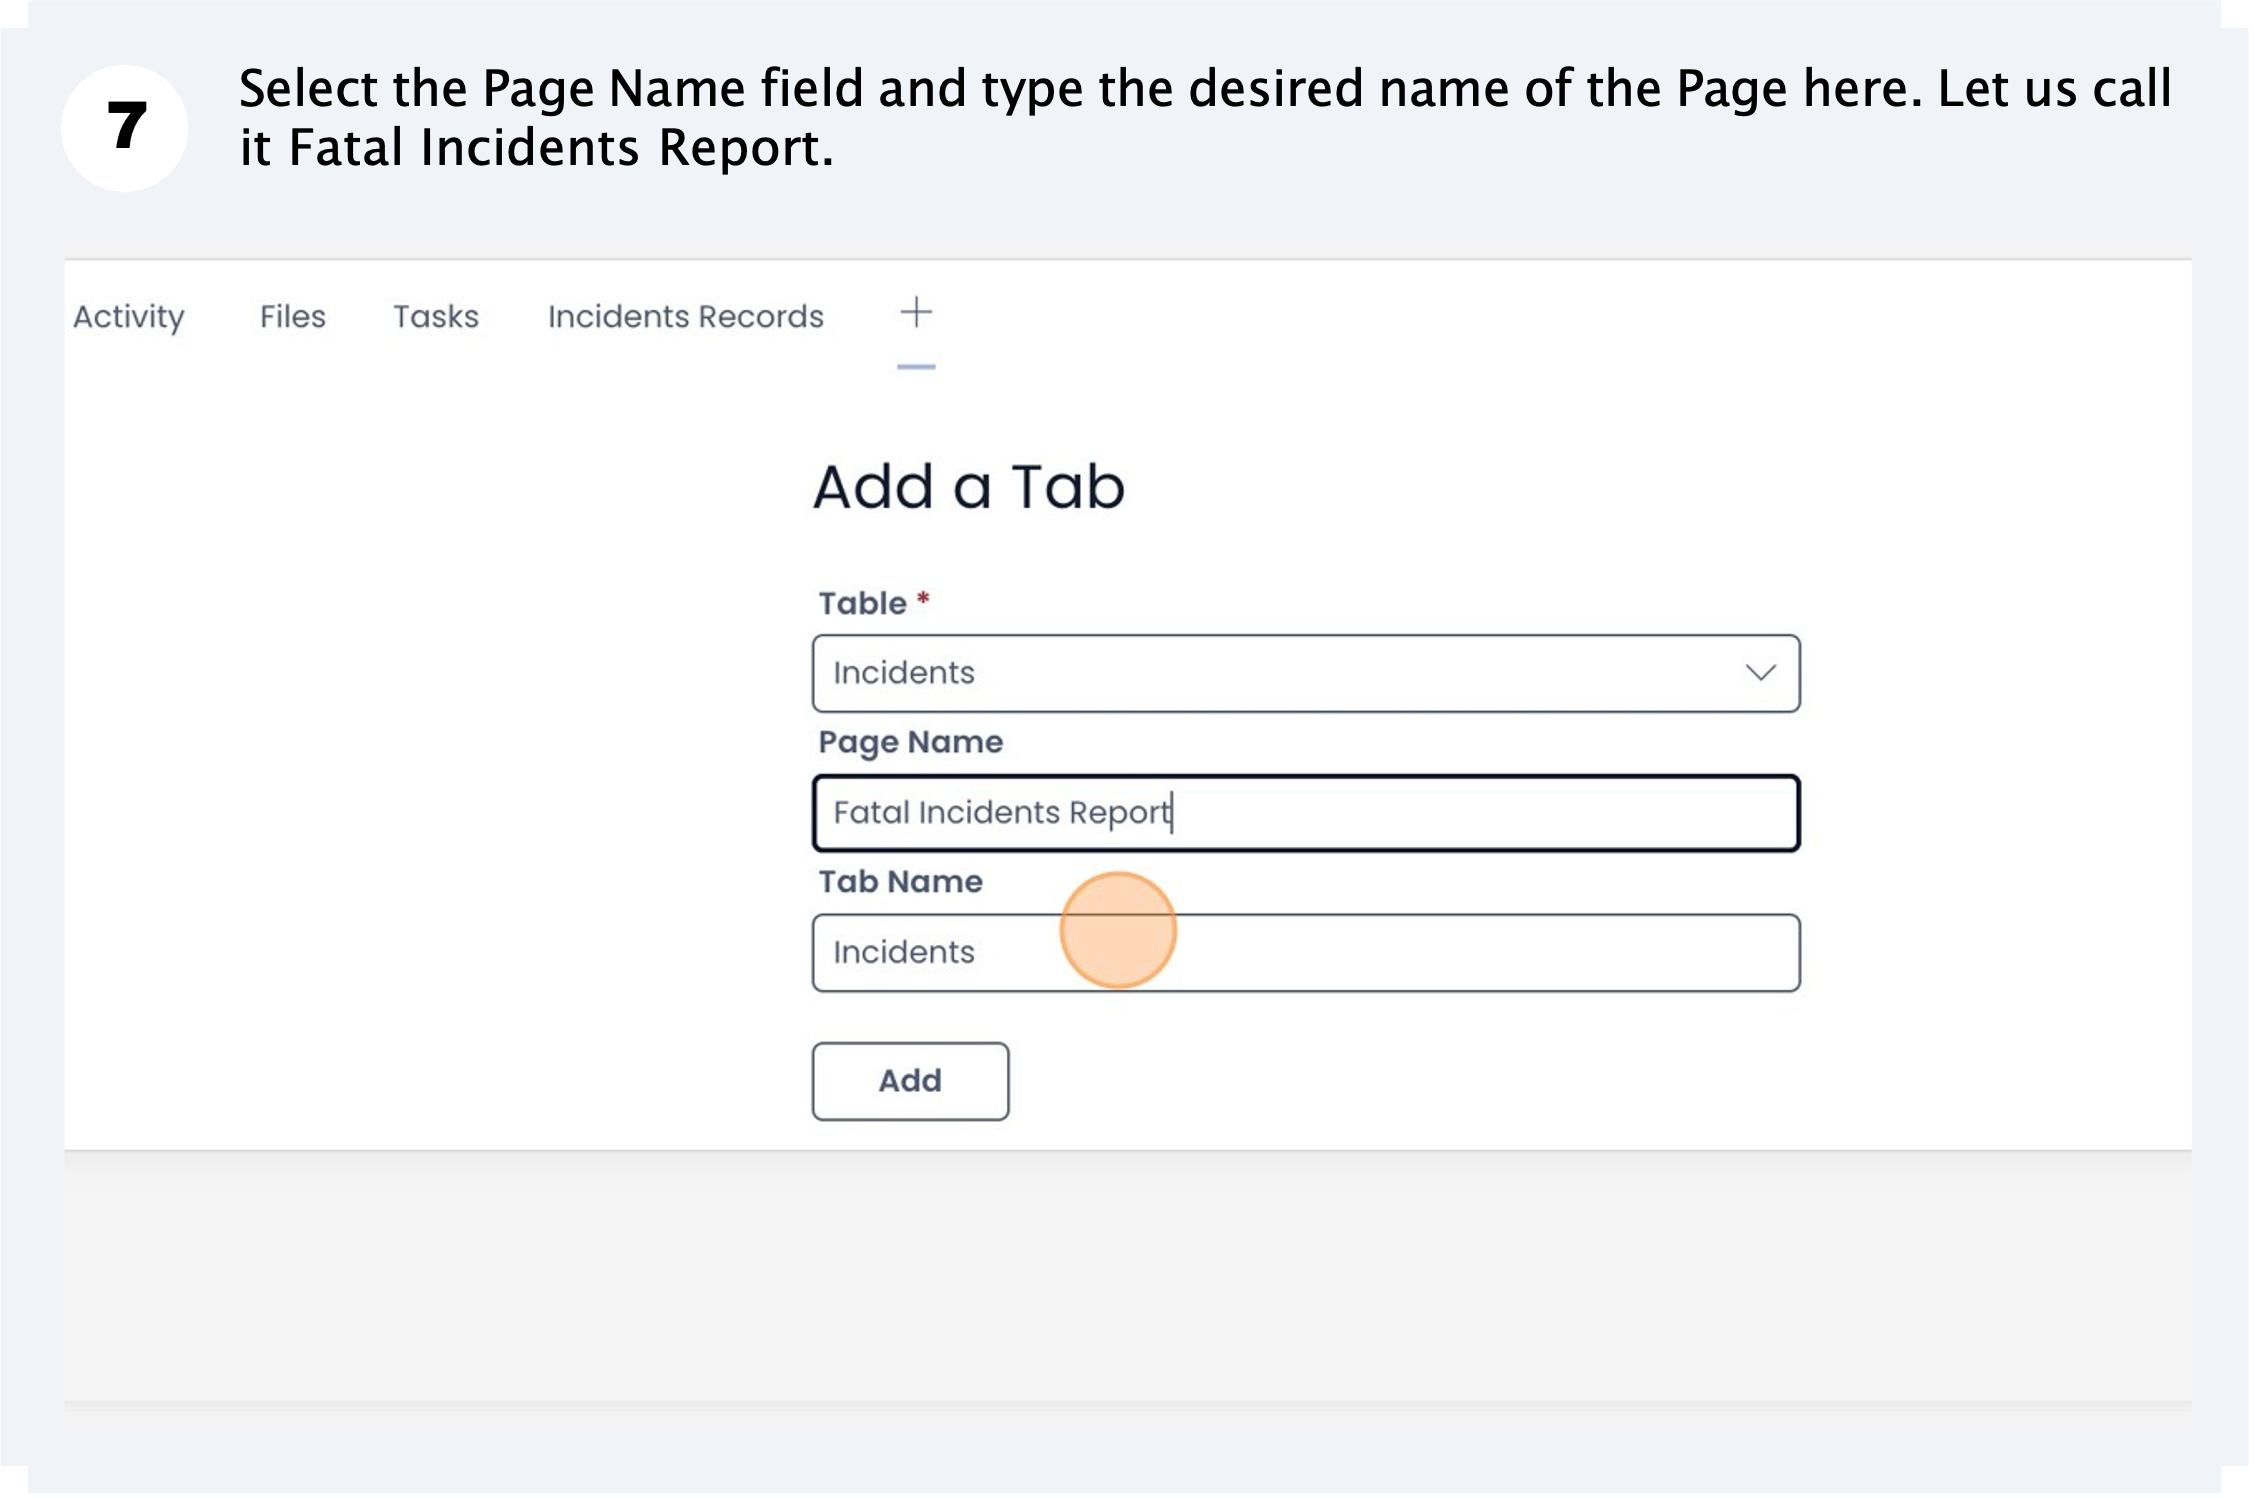 7
Select the Page Name field and type the desired name of the Page here. Let us call
it Fatal Incidents Report.
Activity Files Tasks Incidents Records +
Add a Tab
Table *
Incidents
Page Name
Fatal Incidents Report
Tab Name
Incidents
Add